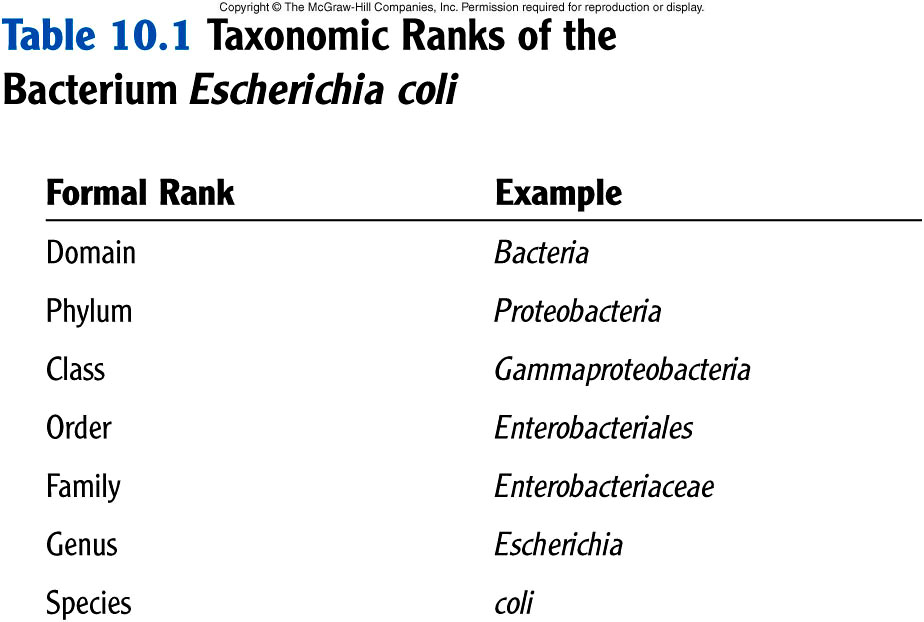 Copyright © The McGraw-Hill Companies, Inc. Permission required for reproduction or display.
Table 10.1 Taxonomic Ranks of the
Bacterium Escherichia coli
Formal Rank Example
Domain Bacteria
Phylum Proteobacteria
Class Gammaproteobacteria
Order Enterobacteriales
Family Enterobacteriaceae
Genus Escherichia
Species coli